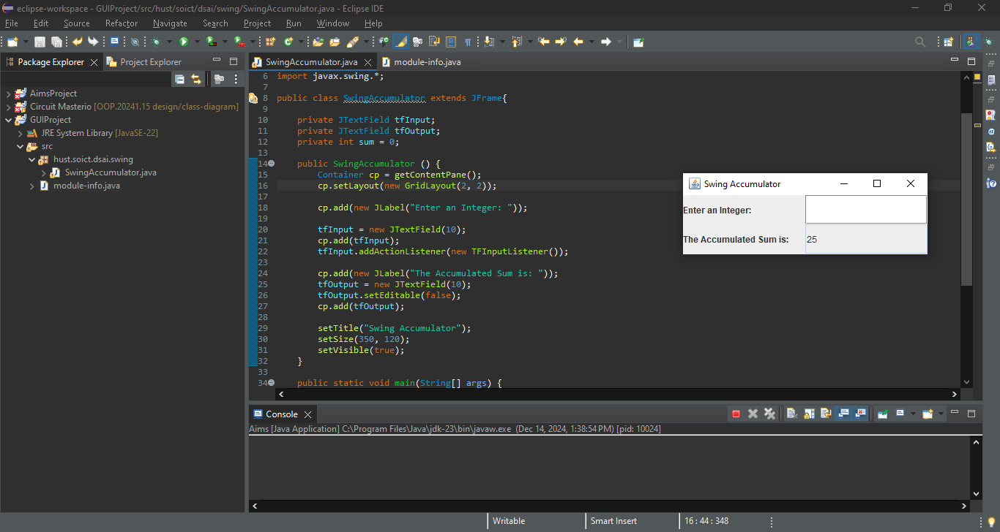 eclipse-workspace - GUIProject/src/hust/soict/dsai/swing/SwingAccumulator.java - Eclipse IDE
File Edit Source Refactor Navigate Search Project Run Window Help
Package Explorer Project Explorer
AimsProject
Circuit Masterio [OOP.20241.15 design/class-diagram]
GUIProject
JRE System Library [JavaSE-22]
src
hust.soict.dsai.swing
SwingAccumulator.java
module-info.java
SwingAccumulator.java module-info.java
6 import javax.swing.*;
7
8 public class SwingAccumulator extends JFrame{
9
10 private JTextField tfInput;
11 private JTextField tfOutput;
12 private int sum = 0;
13
14 public SwingAccumulator () {
15 Container cp = getContentPane();
16 cp.setLayout(new GridLayout(2, 2));
17
18 cp.add(new JLabel("Enter an Integer: "));
19
20 tfInput = new JTextField(10);
21 cp.add(tfInput);
22 tfInput.addActionListener(new TFInputListener());
23
24 cp.add(new JLabel("The Accumulated Sum is: "));
25 tfOutput = new JTextField(10);
26 tfOutput.setEditable(false);
27 cp.add(tfOutput);
28
29 setTitle("Swing Accumulator");
30 setSize(350, 120);
31 setVisible(true);
32 }
33
34 public static void main(String[] args) {
Swing Accumulator
Enter an Integer:
The Accumulated Sum is: 25
Console
Aims [Java Application] C:\Program Files\Java\jdk-23\bin\javaw.exe (Dec 14, 2024, 1:38:54 PM) [pid: 10024]
Writable Smart Insert 16 : 44 : 348